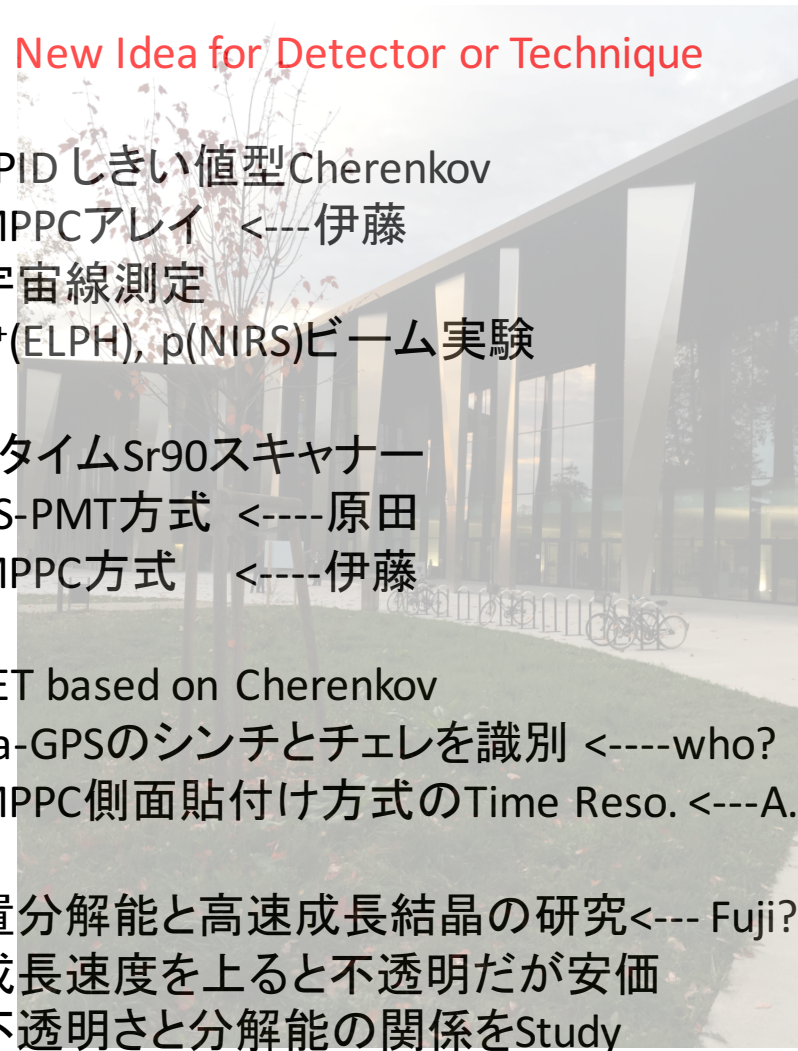 New Idea for Detector or Technique
PID しきい値型Cherenkov
MPPCアレイ <---伊藤
宇宙線測定
+(ELPH), p(NIRS)ビーム実験
タイムSr90スキャナー
S-PMT方式 <----原田
MPPC方式 <----伊藤
ET based on Cherenkov
a-GPSのシンチとチェレを識別 <----who?
MPPC側面貼付け方式のTime Reso. <---A.
置分解能と高速成長結晶の研究<--- Fuji?
成長速度を上ると不透明だが安価
不透明さと分解能の関係をStudy